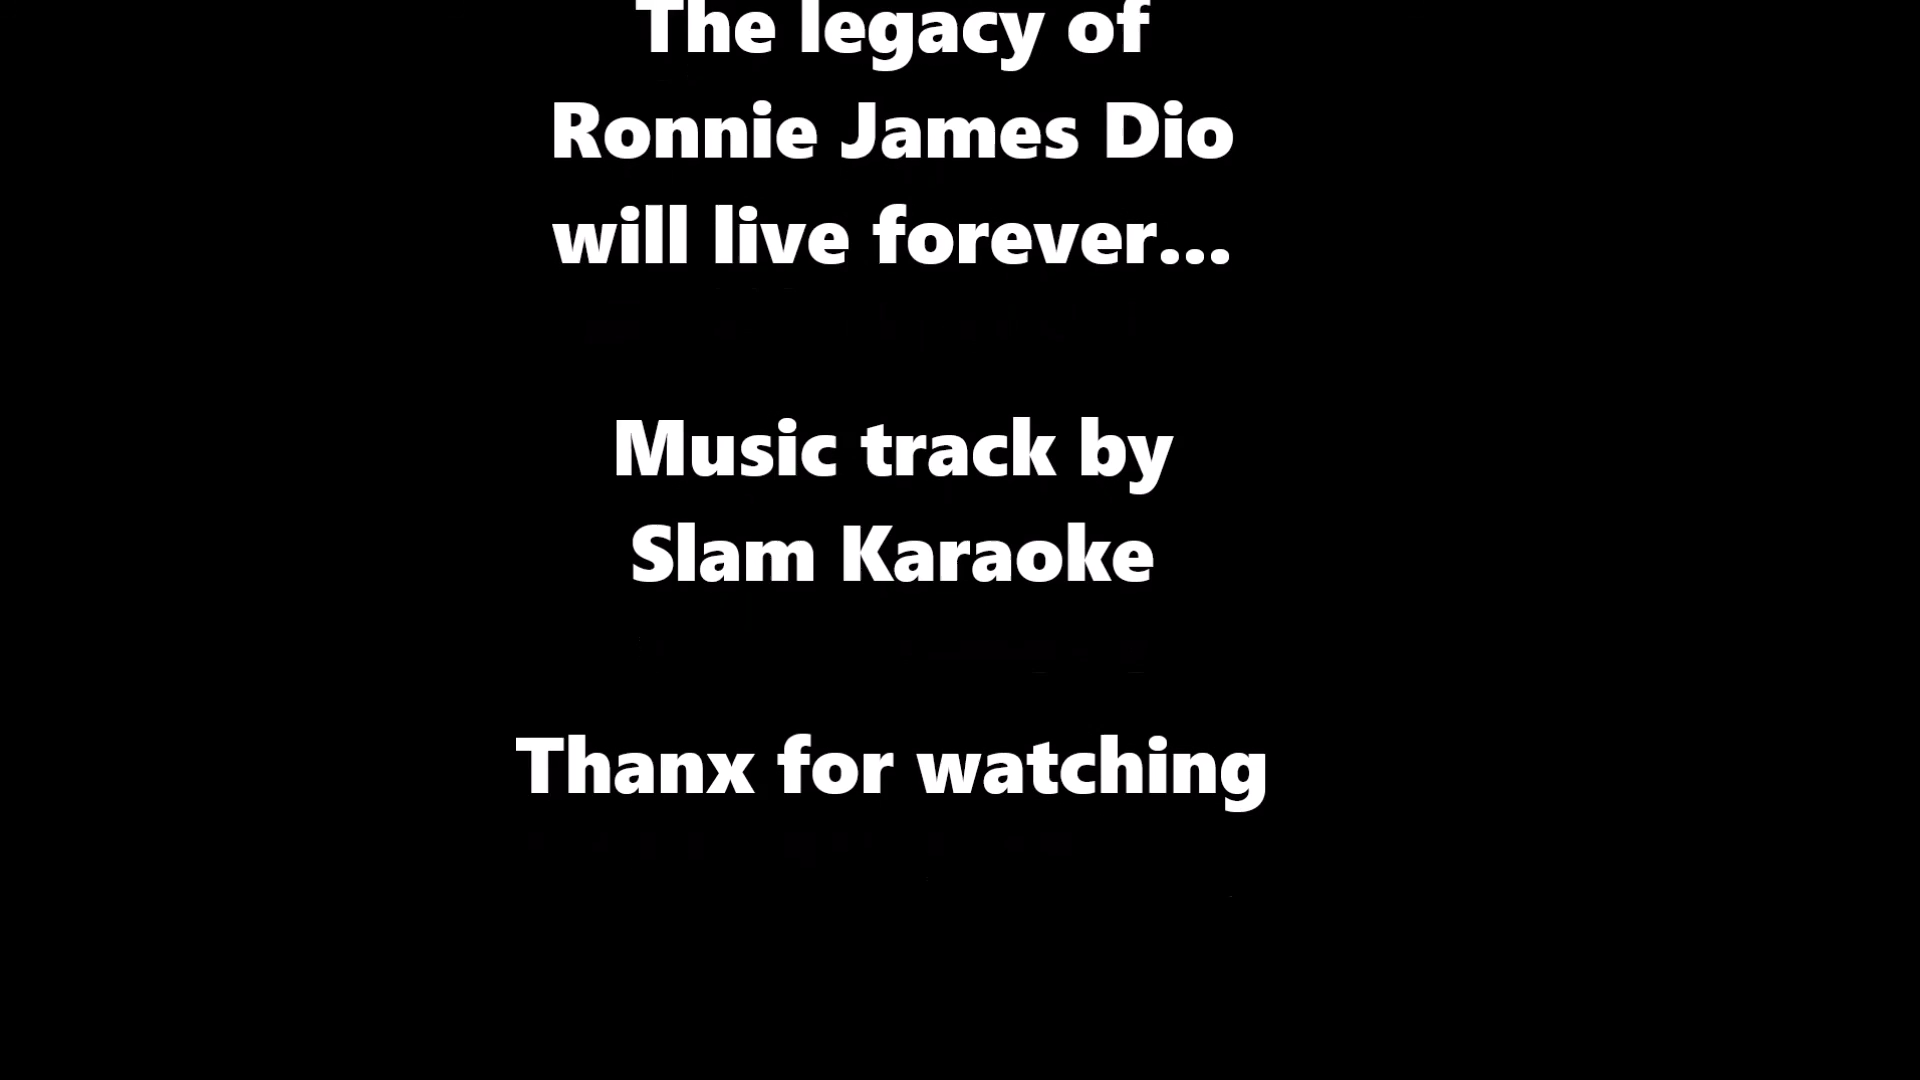 The legacy of
Ronnie James Dio
will live forever...
Music track by
Slam Karaoke
Thanx for watching